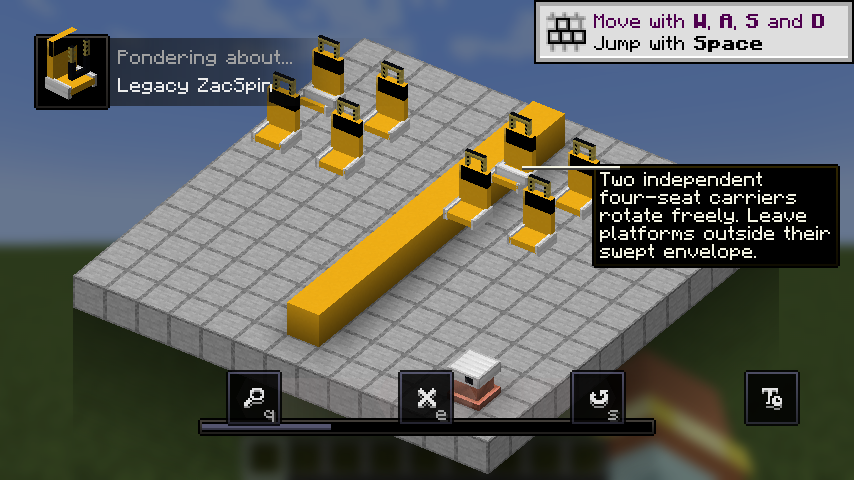 Pondering about...
Legacy ZacSpin
Move with W, A, S and D
Jump with Space
Two independent
four-seat carriers
rotate freely. Leave
platforms outside their
swept envelope.
q
e
s
T